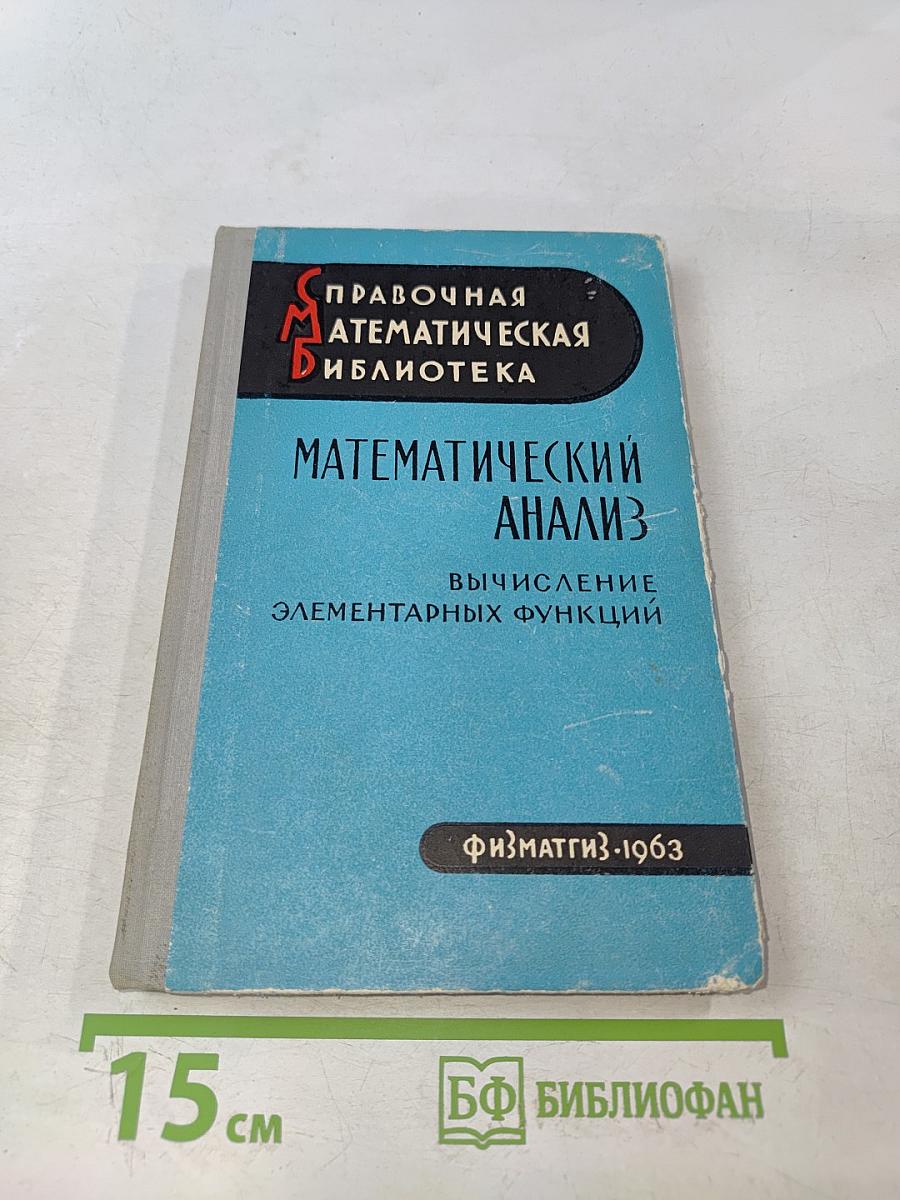 СПРАВОЧНАЯ
МАТЕМАТИЧЕСКАЯ
БИБЛИОТЕКА
МАТЕМАТИЧЕСКИЙ
АНАЛИЗ
ВЫЧИСЛЕНИЕ
ЭЛЕМЕНТАРНЫХ ФУНКЦИЙ
ФИЗМАТГИЗ·1963
15 см
БФ БИБЛИОФАН